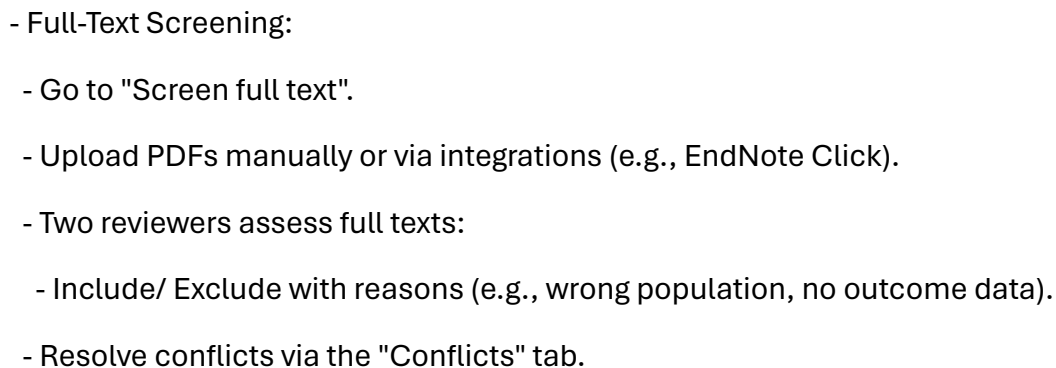 - Full-Text Screening:
- Go to "Screen full text".
- Upload PDFs manually or via integrations (e.g., EndNote Click).
- Two reviewers assess full texts:
- Include/ Exclude with reasons (e.g., wrong population, no outcome data).
- Resolve conflicts via the "Conflicts" tab.